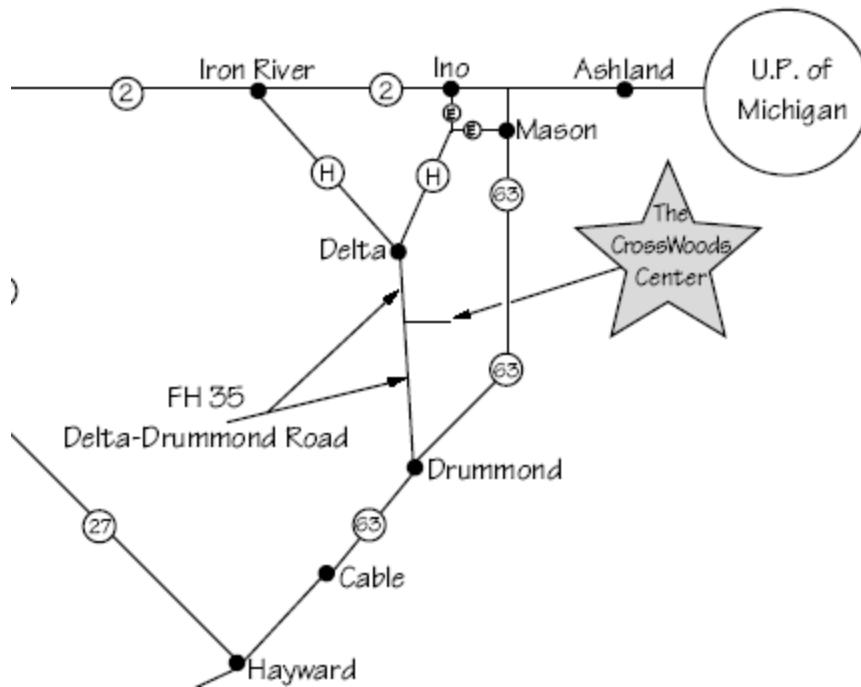 Iron River
Ino
Ashland
U.P. of
Michigan
2
2
E
E
Mason
H
H
63
The
CrossWoods
Center
Delta
63
FH 35
Delta-Drummond Road
Drummond
27
63
Cable
Hayward